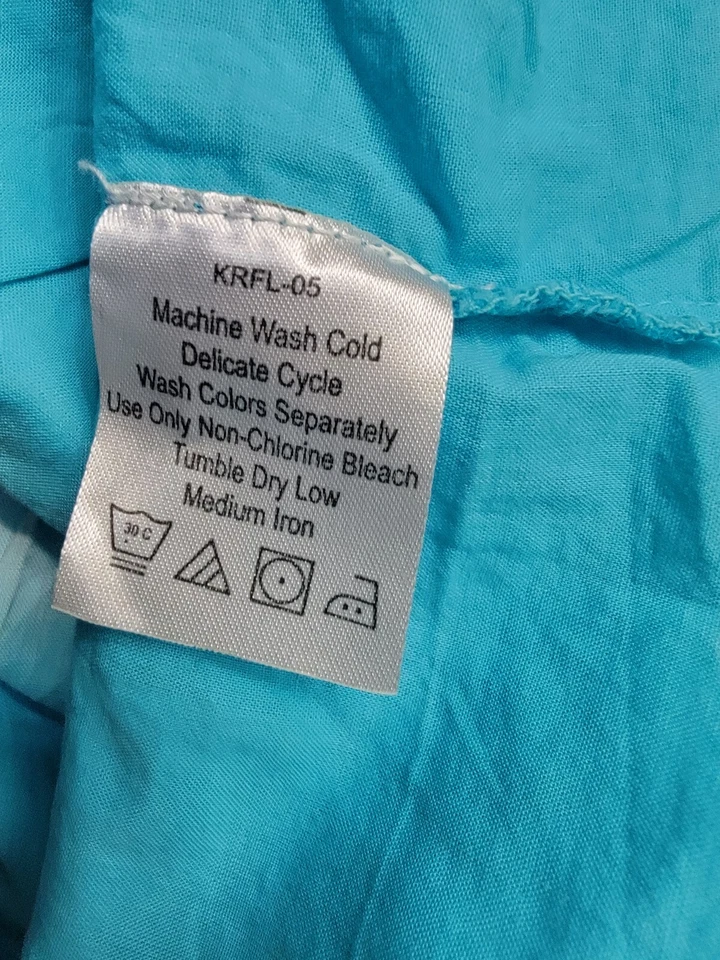 KRFL-05
Machine Wash Cold
Delicate Cycle
Wash Colors Separately
Use Only Non-Chlorine Bleach
Tumble Dry Low
Medium Iron
30 C